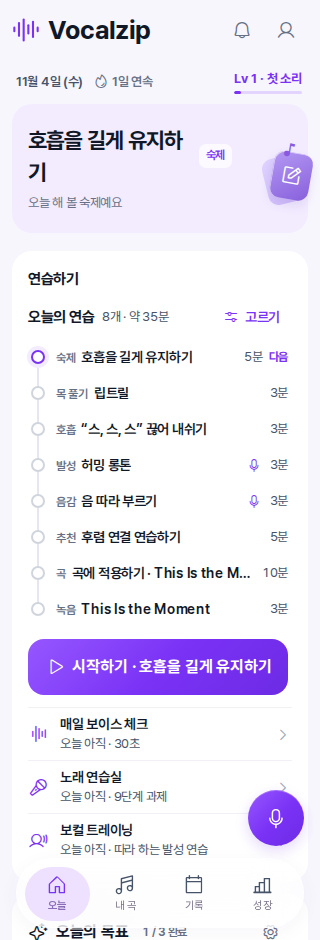 Vocalzip
11월 4일 (수) 1일 연속 Lv 1 · 첫 소리
호흡을 길게 유지하
기
숙제
오늘 해 볼 숙제예요
연습하기
오늘의 연습 8개 · 약 35분 고르기
숙제 호흡을 길게 유지하기 5분 다음
목 풀기 립트릴 3분
호흡 “스, 스, 스” 끊어 내쉬기 3분
발성 허밍 롱톤 3분
음감 음 따라 부르기 3분
추천 후렴 연결 연습하기 5분
곡 곡에 적용하기 · This Is the M... 10분
녹음 This Is the Moment 3분
시작하기 · 호흡을 길게 유지하기
매일 보이스 체크
오늘 아직 · 30초
노래 연습실
오늘 아직 · 9단계 과제
보컬 트레이닝
오늘 아직 · 따라 하는 발성 연습
오늘 내 곡 기록 성장
오늘의 목표 1 / 3 완료